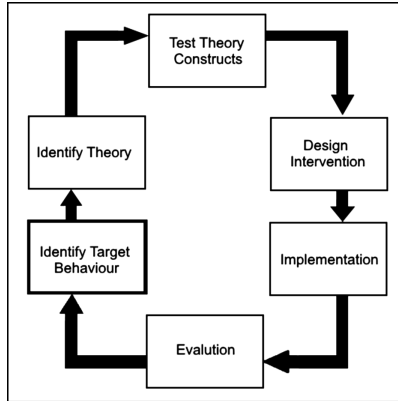 Test Theory
Constructs
Identify Theory
Design
Intervention
Identify Target
Behaviour
Implementation
Evalution